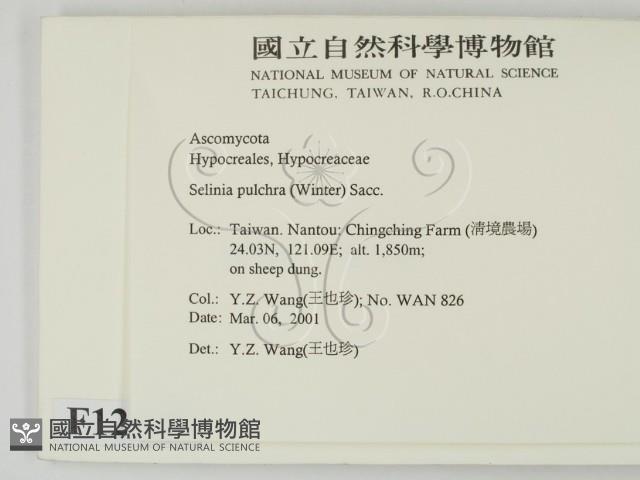 國立自然科學博物館
NATIONAL MUSEUM OF NATURAL SCIENCE
TAICHUNG, TAIWAN, R.O.CHINA
Ascomycota
Hypocreales, Hypocreaceae
Selinia pulchra (Winter) Sacc.
Loc.: Taiwan. Nantou: Chingching Farm (清境農場)
24.03N, 121.09E; alt. 1,850m;
on sheep dung.
Col.: Y.Z. Wang(王也珍); No. WAN 826
Date: Mar. 06, 2001
Det.: Y.Z. Wang(王也珍)
F12
國立自然科學博物館
NATIONAL MUSEUM OF NATURAL SCIENCE